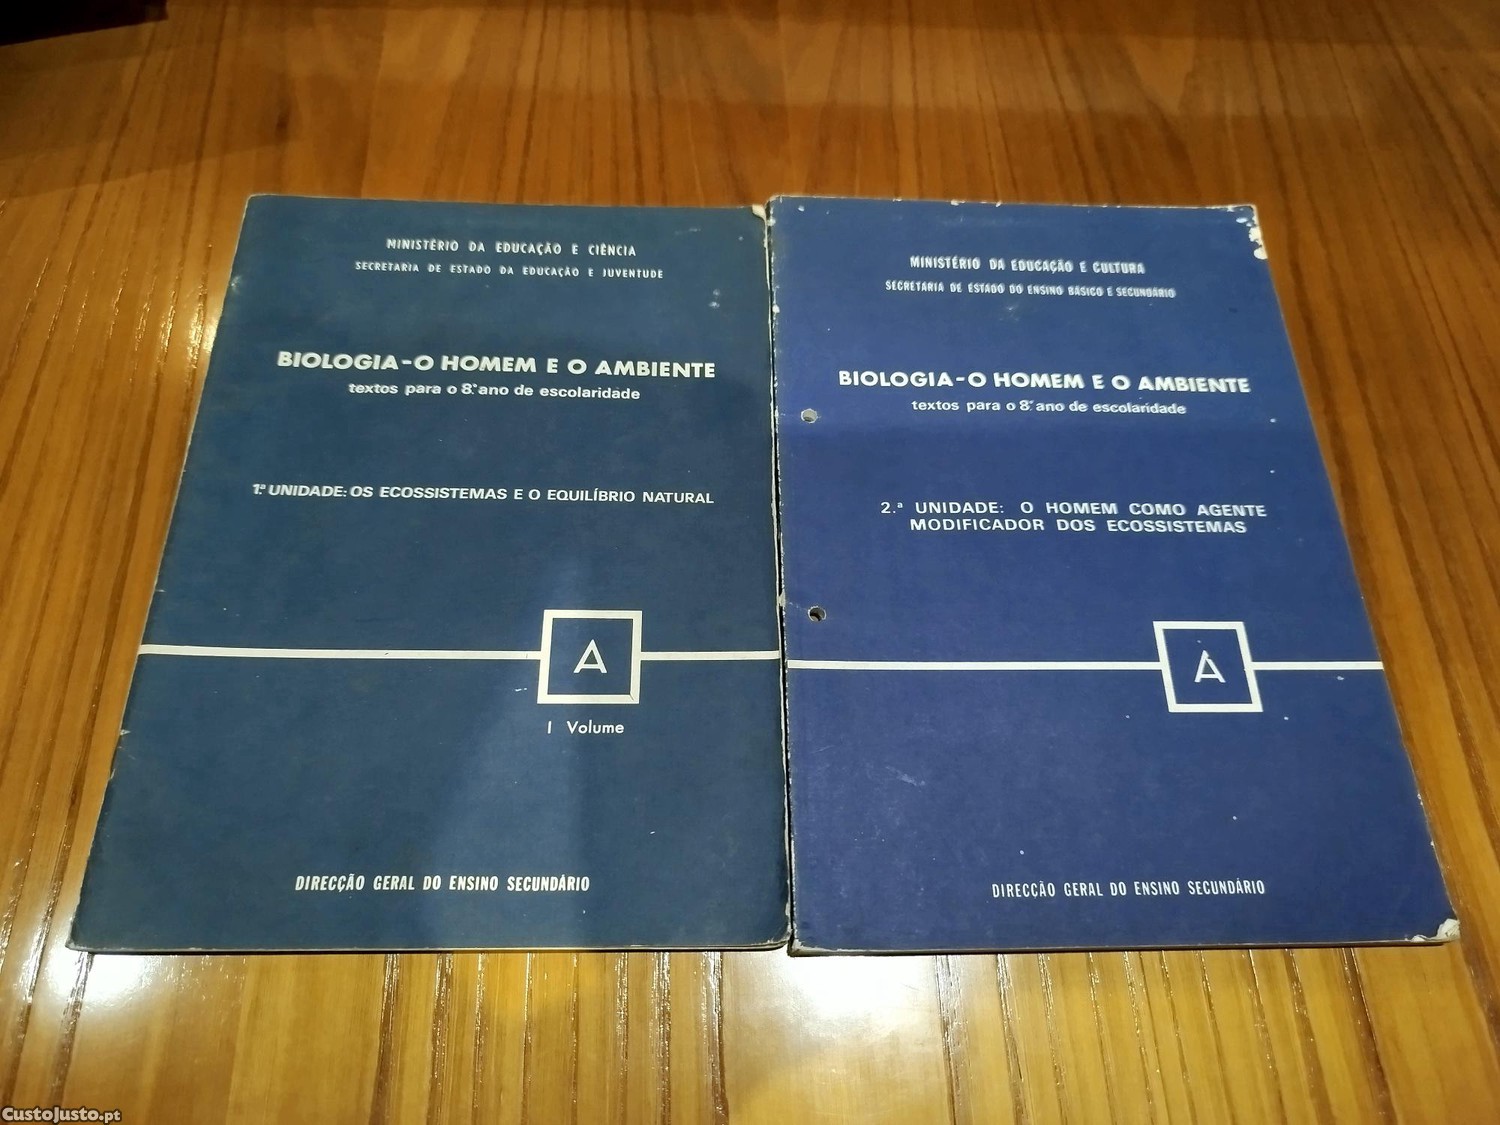 MINISTÉRIO DA EDUCAÇÃO E CIÊNCIA
SECRETARIA DE ESTADO DA EDUCAÇÃO E JUVENTUDE
BIOLOGIA-O HOMEM E O AMBIENTE
textos para o 8.º ano de escolaridade
1.ª UNIDADE: OS ECOSSISTEMAS E O EQUILÍBRIO NATURAL
A
I Volume
DIRECÇÃO GERAL DO ENSINO SECUNDÁRIO
MINISTÉRIO DA EDUCAÇÃO E CULTURA
SECRETARIA DE ESTADO DO ENSINO BÁSICO E SECUNDÁRIO
BIOLOGIA-O HOMEM E O AMBIENTE
textos para o 8.º ano de escolaridade
2.ª UNIDADE: O HOMEM COMO AGENTE
MODIFICADOR DOS ECOSSISTEMAS
A
DIRECÇÃO GERAL DO ENSINO SECUNDÁRIO
CustoJusto.pt